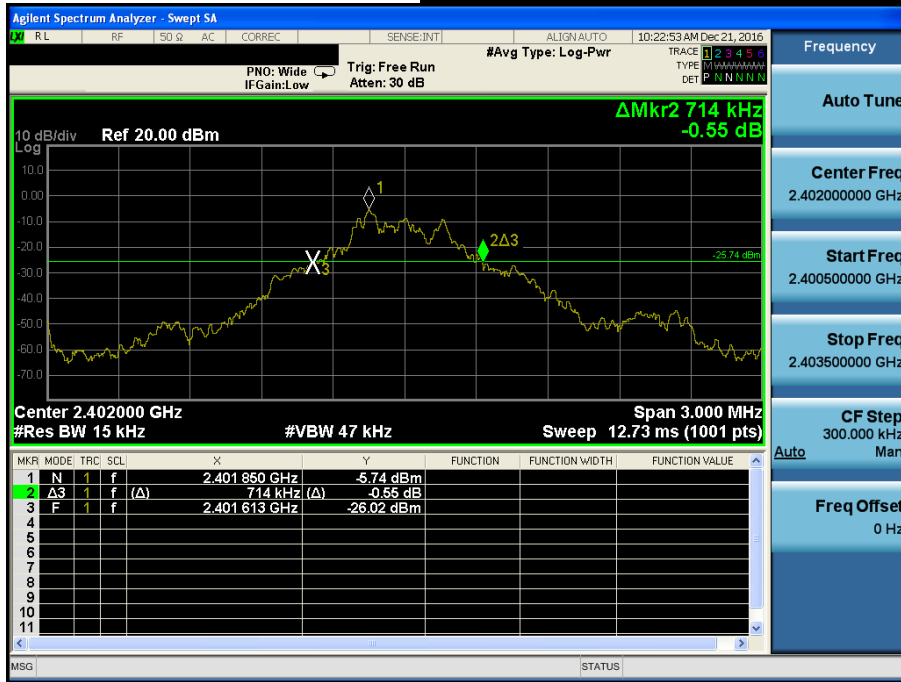 Agilent Spectrum Analyzer - Swept SA
LXI RL RF 50 Ω AC CORREC SENSE:INT ALIGN AUTO 10:22:53 AM Dec 21, 2016
PNO: Wide
IFGain:Low
Trig: Free Run
Atten: 30 dB
#Avg Type: Log-Pwr
TRACE 1 2 3 4 5 6
TYPE M WWWWW
DET P N N N N N
ΔMkr2 714 kHz
-0.55 dB
10 dB/div Ref 20.00 dBm
Log
10.0
0.00
-10.0
-20.0
-30.0
-40.0
-50.0
-60.0
-70.0
1
2Δ3
3
-25.74 dBm
Center 2.402000 GHz Span 3.000 MHz
#Res BW 15 kHz #VBW 47 kHz Sweep 12.73 ms (1001 pts)
MKR MODE TRC SCL X Y FUNCTION FUNCTION WIDTH FUNCTION VALUE
1 N 1 f 2.401 850 GHz -5.74 dBm
2 Δ3 1 f (Δ) 714 kHz (Δ) -0.55 dB
3 F 1 f 2.401 613 GHz -26.02 dBm
4
5
6
7
8
9
10
11
MSG STATUS
Frequency
Auto Tune
Center Freq
2.402000000 GHz
Start Freq
2.400500000 GHz
Stop Freq
2.403500000 GHz
CF Step
300.000 kHz
Auto Man
Freq Offset
0 Hz